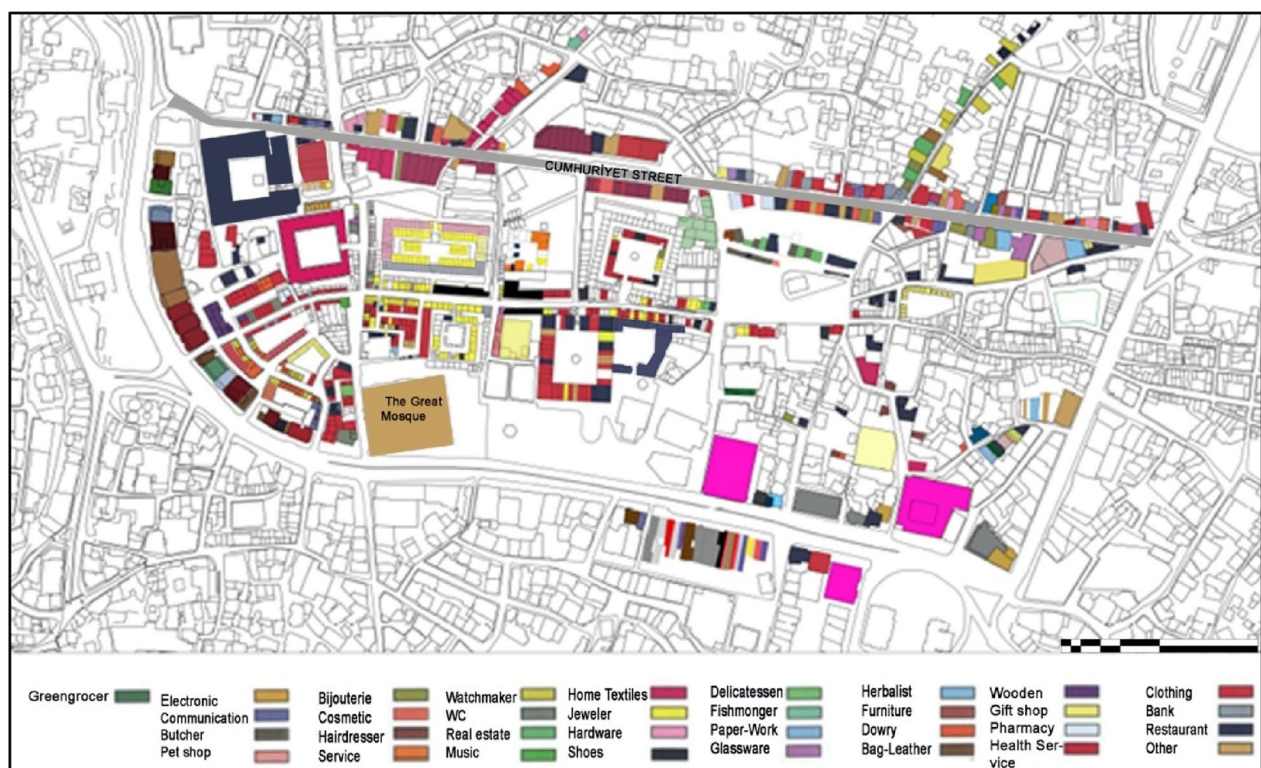 CUMHURİYET STREET
The Great
Mosque
Greengrocer
Electronic
Communication
Butcher
Pet shop
Bijouterie
Cosmetic
Hairdresser
Service
Watchmaker
WC
Real estate
Music
Home Textiles
Jeweler
Hardware
Shoes
Delicatessen
Fishmonger
Paper-Work
Glassware
Herbalist
Furniture
Dowry
Bag-Leather
Wooden
Gift shop
Pharmacy
Health Ser-
vice
Clothing
Bank
Restaurant
Other